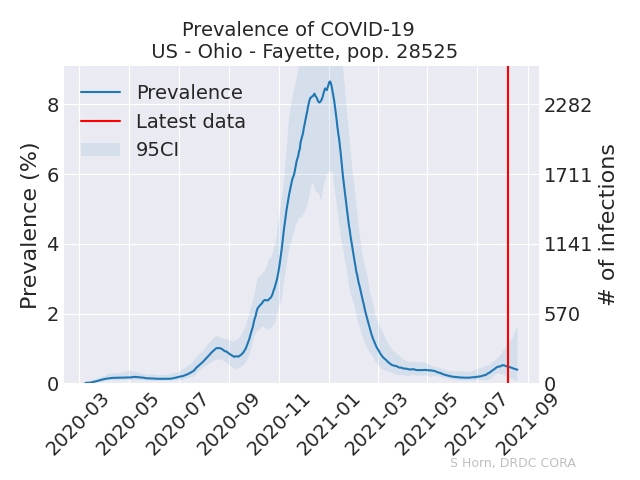 Prevalence of COVID-19
US - Ohio - Fayette, pop. 28525
Prevalence
Latest data
95CI
Prevalence (%)
8
6
4
2
0
# of infections
2282
1711
1141
570
0
2020-03
2020-05
2020-07
2020-09
2020-11
2021-01
2021-03
2021-05
2021-07
2021-09
S Horn, DRDC CORA